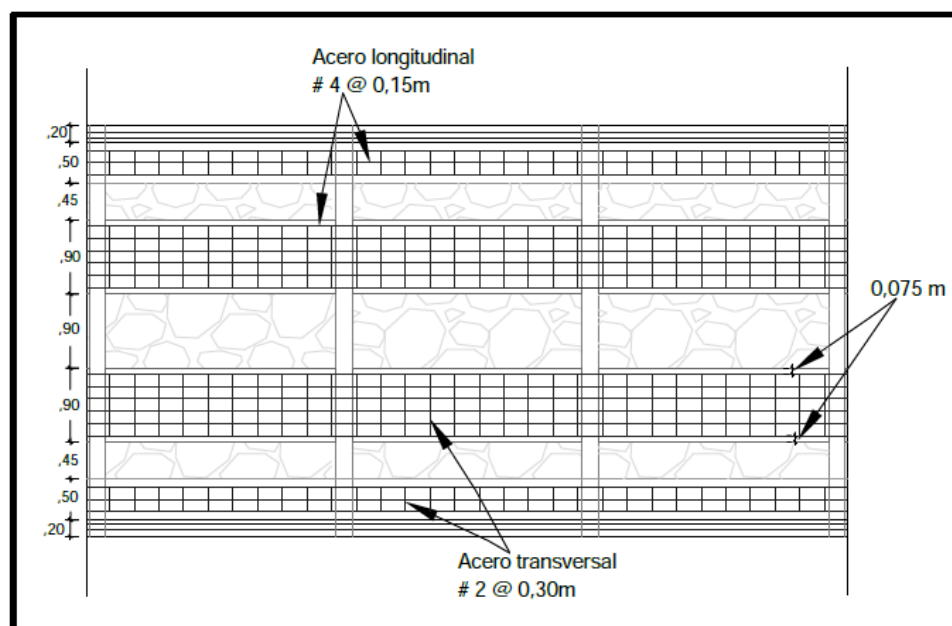 Acero longitudinal
# 4 @ 0,15m
,20
,50
,45
,90
,90
0,075 m
,90
,45
,50
,20
Acero transversal
# 2 @ 0,30m